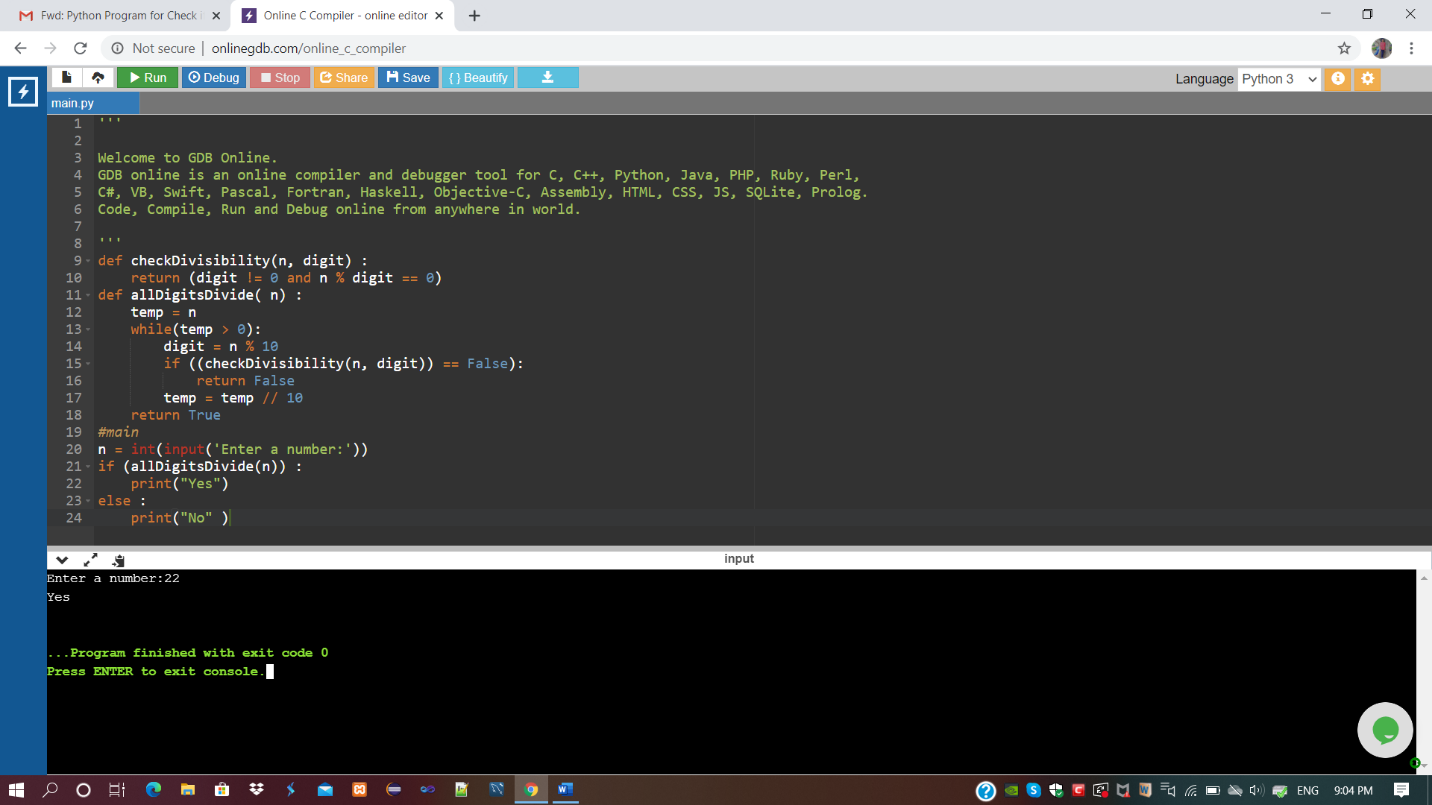 Fwd: Python Program for Check i
Online C Compiler - online editor
Not secure | onlinegdb.com/online_c_compiler
Run Debug Stop Share Save { } Beautify Language Python 3
main.py
1 '''
2
3 Welcome to GDB Online.
4 GDB online is an online compiler and debugger tool for C, C++, Python, Java, PHP, Ruby, Perl,
5 C#, VB, Swift, Pascal, Fortran, Haskell, Objective-C, Assembly, HTML, CSS, JS, SQLite, Prolog.
6 Code, Compile, Run and Debug online from anywhere in world.
7
8 '''
9 def checkDivisibility(n, digit) :
10     return (digit != 0 and n % digit == 0)
11 def allDigitsDivide( n) :
12     temp = n
13     while(temp > 0):
14         digit = n % 10
15         if ((checkDivisibility(n, digit)) == False):
16             return False
17         temp = temp // 10
18     return True
19 #main
20 n = int(input('Enter a number:'))
21 if (allDigitsDivide(n)) :
22     print("Yes")
23 else :
24     print("No" )
input
Enter a number:22
Yes
...Program finished with exit code 0
Press ENTER to exit console.
ENG 9:04 PM